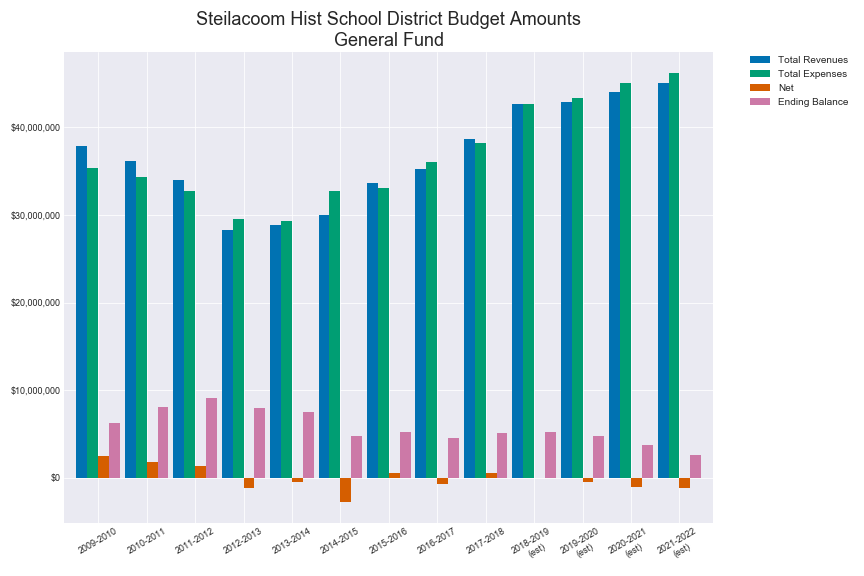 Steilacoom Hist School District Budget Amounts
General Fund
Total Revenues
Total Expenses
Net
Ending Balance
$40,000,000
$30,000,000
$20,000,000
$10,000,000
$0
2009-2010
2010-2011
2011-2012
2012-2013
2013-2014
2014-2015
2015-2016
2016-2017
2017-2018
2018-2019
(est)
2019-2020
(est)
2020-2021
(est)
2021-2022
(est)